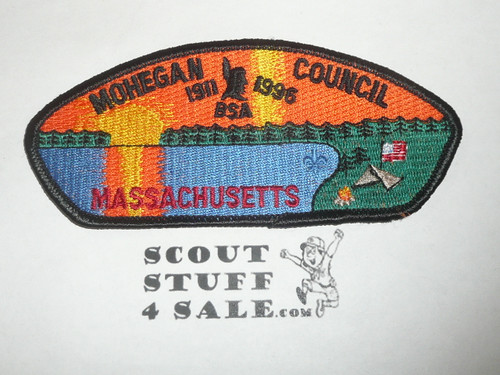 MOHEGAN COUNCIL
1911 1996
BSA
MASSACHUSETTS
SCOUT
STUFF
4 SALE.COM